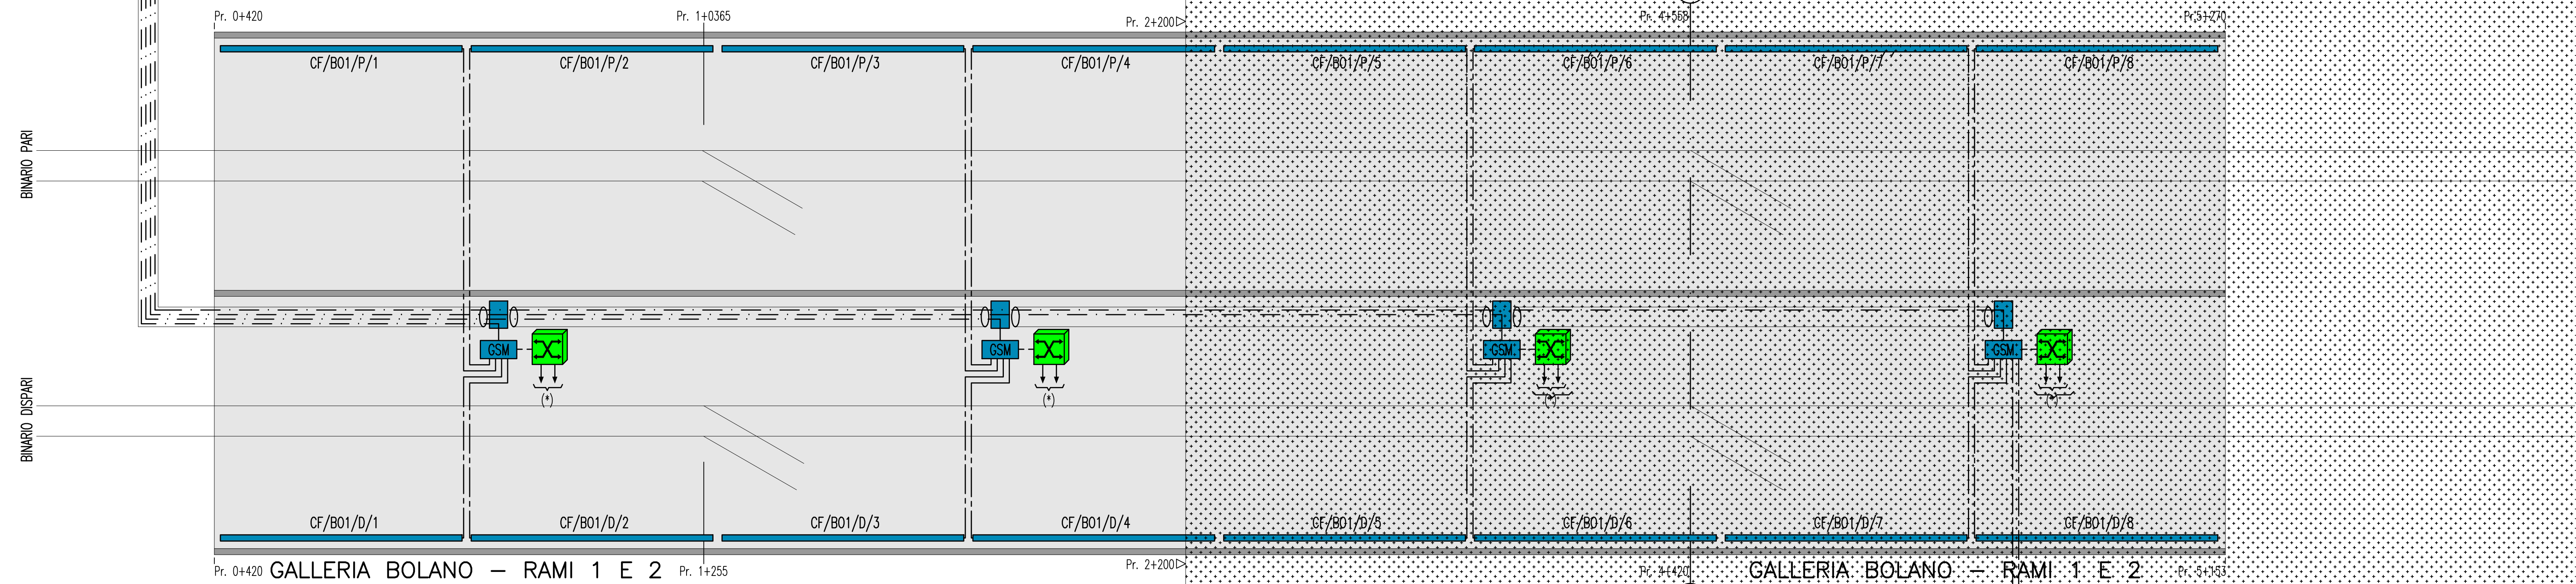 Pr. 0+420
Pr. 1+0365
Pr. 2+200
Pr. 4+558
Pr.5+270
CF/B01/P/1
CF/B01/P/2
CF/B01/P/3
CF/B01/P/4
CF/B01/P/5
CF/B01/P/6
CF/B01/P/7
CF/B01/P/8
BINARIO PARI
GSM
GSM
GSM
GSM
(*)
(*)
(*)
(*)
BINARIO DISPARI
CF/B01/D/1
CF/B01/D/2
CF/B01/D/3
CF/B01/D/4
CF/B01/D/5
CF/B01/D/6
CF/B01/D/7
CF/B01/D/8
Pr. 0+420
GALLERIA BOLANO – RAMI 1 E 2
Pr. 1+255
Pr. 2+200
Pr. 4+420
GALLERIA BOLANO – RAMI 1 E 2
Pr. 5+153